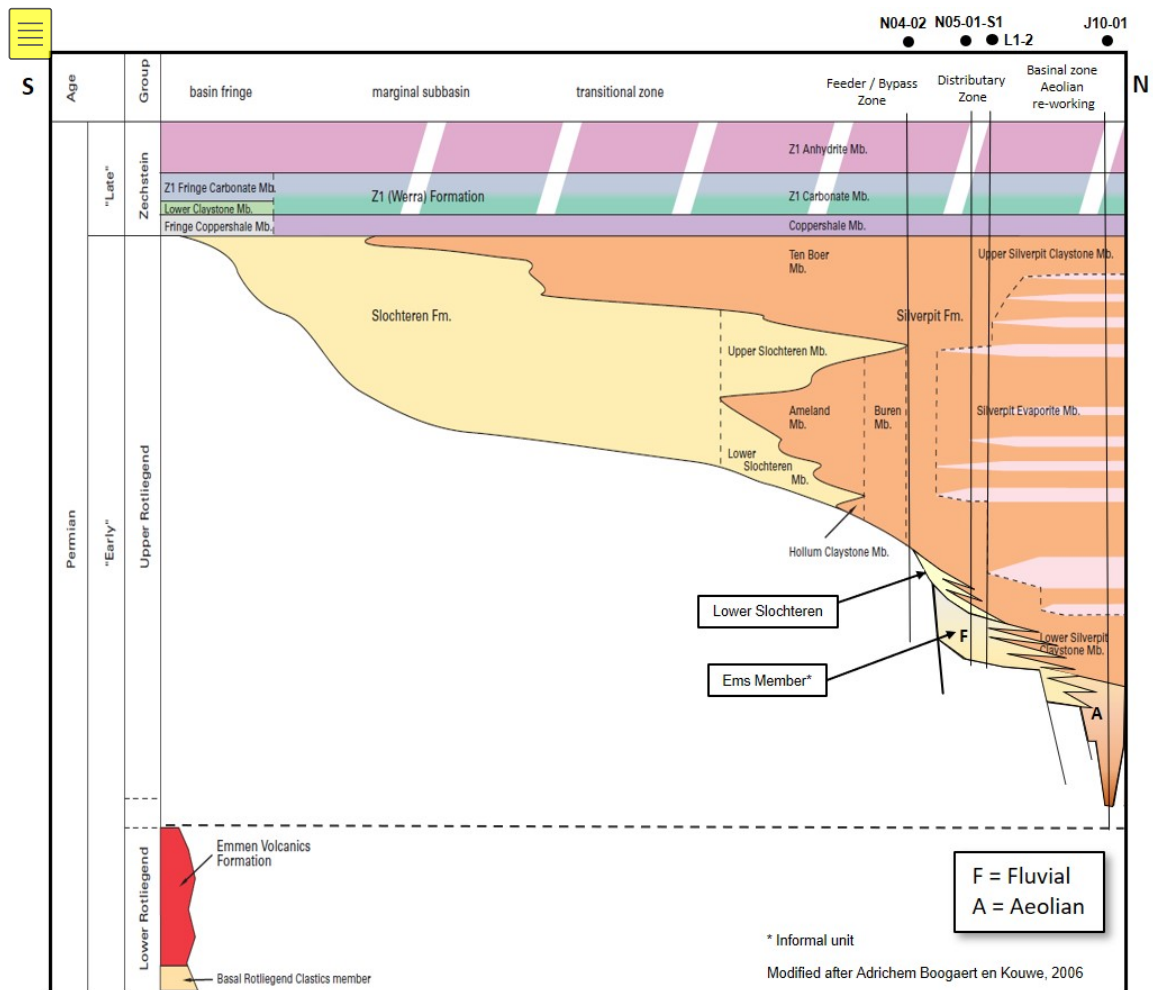 N04-02
N05-01-S1
L1-2
J10-01
S
N
Age
Group
basin fringe
marginal subbasin
transitional zone
Feeder / Bypass
Zone
Distributary
Zone
Basinal zone
Aeolian
re-working
"Late"
Zechstein
Z1 Anhydrite Mb.
Z1 Fringe Carbonate Mb.
Lower Claystone Mb.
Z1 (Werra) Formation
Z1 Carbonate Mb.
Fringe Coppershale Mb.
Coppershale Mb.
Permian
"Early"
Upper Rotliegend
Ten Boer
Mb.
Upper Silverpit Claystone Mb.
Slochteren Fm.
Silverpit Fm.
Upper Slochteren Mb.
Ameland
Mb.
Buren
Mb.
Silverpit Evaporite Mb.
Lower
Slochteren
Mb.
Hollum Claystone Mb.
Lower Slochteren
F
Lower Silverpit
Claystone Mb.
Ems Member*
A
Lower Rotliegend
Emmen Volcanics
Formation
Basal Rotliegend Clastics member
F = Fluvial
A = Aeolian
* Informal unit
Modified after Adrichem Boogaert en Kouwe, 2006